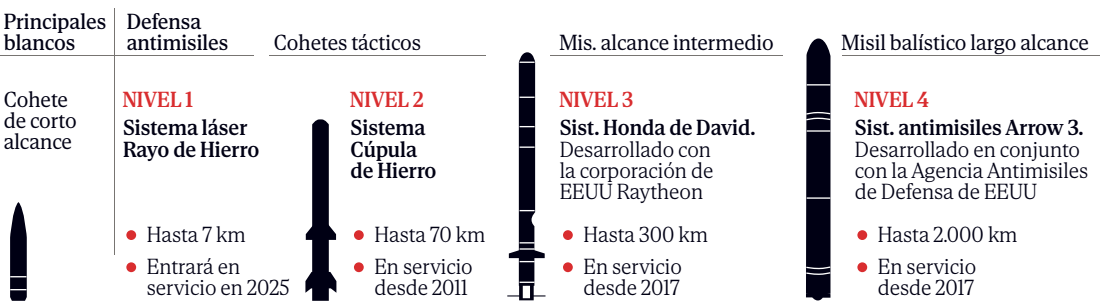 Principales
blancos
Defensa
antimisiles
Cohetes tácticos
Mis. alcance intermedio
Misil balístico largo alcance
Cohete
de corto
alcance
NIVEL 1
Sistema láser
Rayo de Hierro
Hasta 7 km
Entrará en
servicio en 2025
NIVEL 2
Sistema
Cúpula
de Hierro
Hasta 70 km
En servicio
desde 2011
NIVEL 3
Sist. Honda de David.
Desarrollado con
la corporación de
EEUU Raytheon
Hasta 300 km
En servicio
desde 2017
NIVEL 4
Sist. antimisiles Arrow 3.
Desarrollado en conjunto
con la Agencia Antimisiles
de Defensa de EEUU
Hasta 2.000 km
En servicio
desde 2017